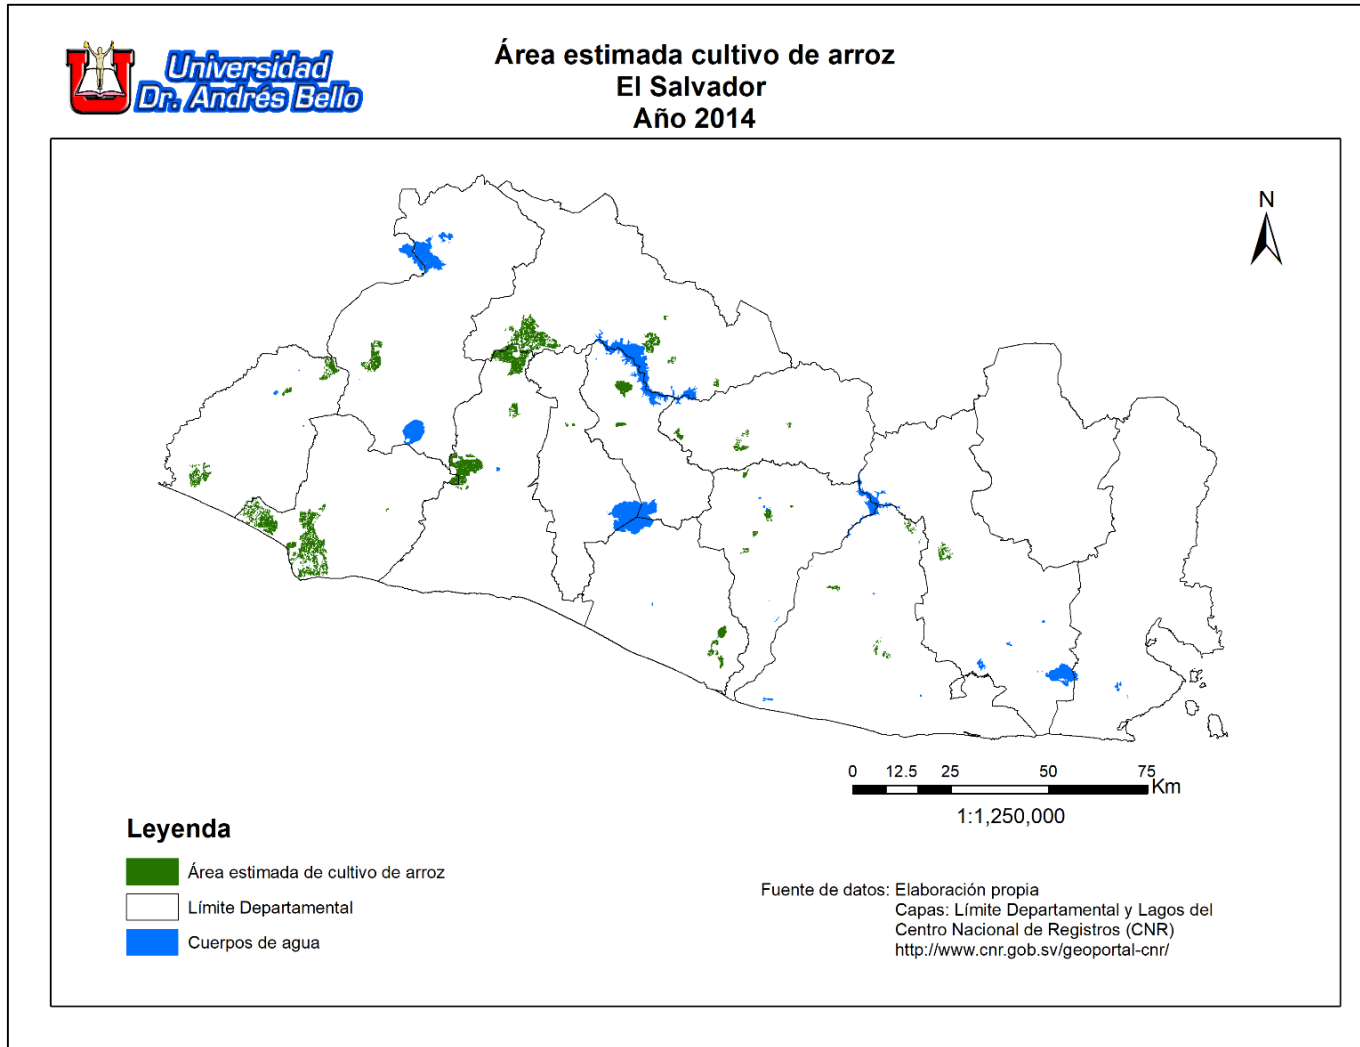 Universidad
Dr. Andrés Bello
Área estimada cultivo de arroz
El Salvador
Año 2014
N
0 12.5 25 50 75
Km
1:1,250,000
Leyenda
Área estimada de cultivo de arroz
Límite Departamental
Cuerpos de agua
Fuente de datos: Elaboración propia
Capas: Límite Departamental y Lagos del
Centro Nacional de Registros (CNR)
http://www.cnr.gob.sv/geoportal-cnr/